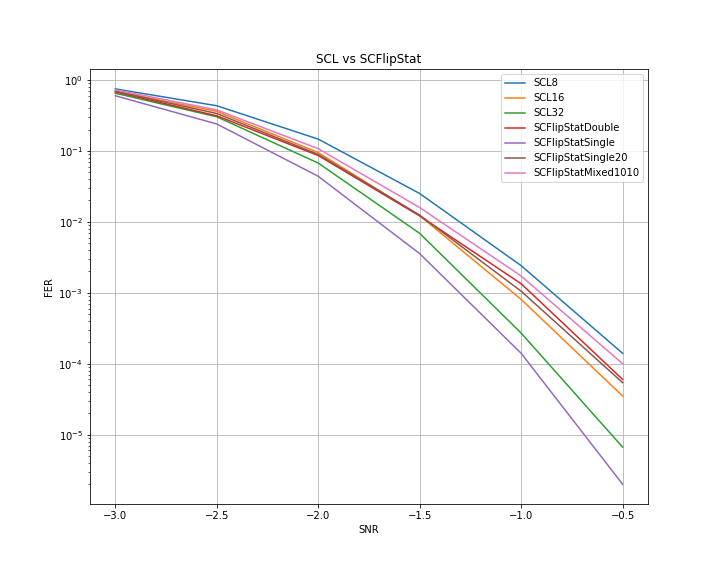 SCL vs SCFlipStat
SCL8
SCL16
SCL32
SCFlipStatDouble
SCFlipStatSingle
SCFlipStatSingle20
SCFlipStatMixed1010
10⁰
10⁻¹
10⁻²
10⁻³
10⁻⁴
10⁻⁵
FER
−3.0 −2.5 −2.0 −1.5 −1.0 −0.5
SNR